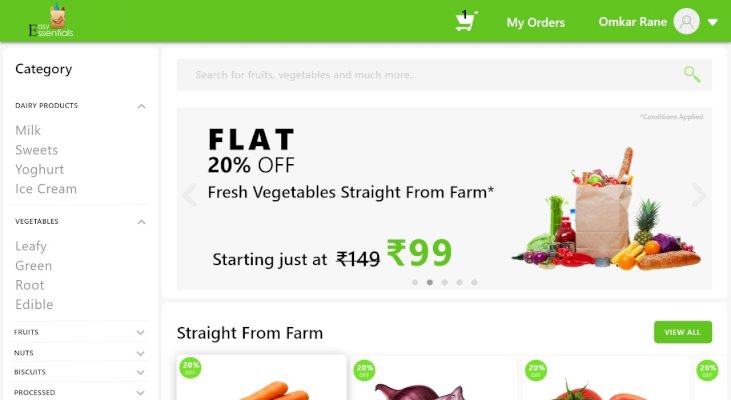 Easy
Essentials
1
My Orders
Omkar Rane
Category
DAIRY PRODUCTS
Milk
Sweets
Yoghurt
Ice Cream
VEGETABLES
Leafy
Green
Root
Edible
FRUITS
NUTS
BISCUITS
PROCESSED
Search for fruits, vegetables and much more..
*Conditions Applied
FLAT
20% OFF
Fresh Vegetables Straight From Farm*
Starting just at ₹149 ₹99
Straight From Farm
VIEW ALL
20%
OFF
20%
OFF
20%
OFF
20%
OFF